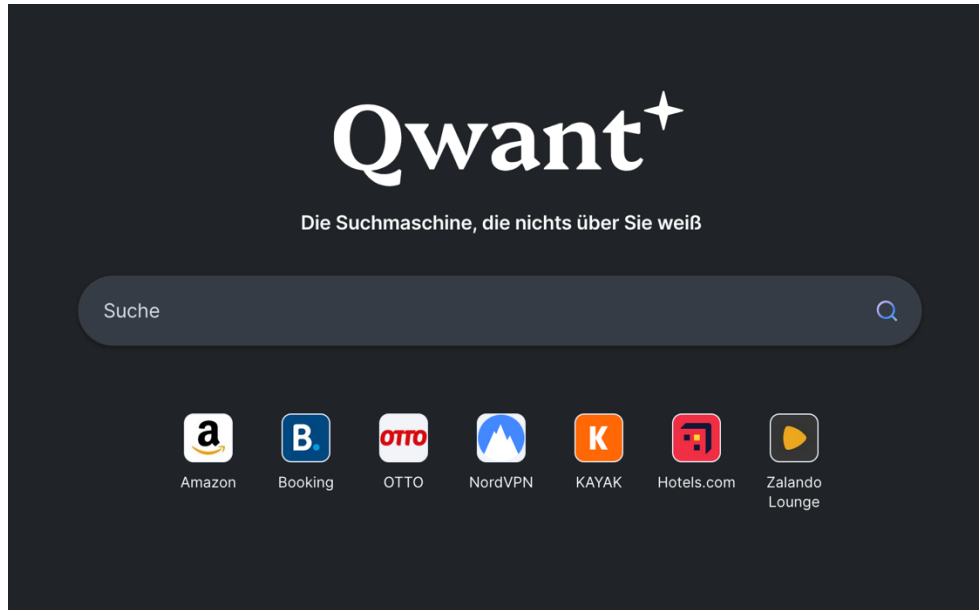 Qwant
Die Suchmaschine, die nichts über Sie weiß
Suche
a
B.
OTTO
K
Amazon
Booking
OTTO
NordVPN
KAYAK
Hotels.com
Zalando
Lounge